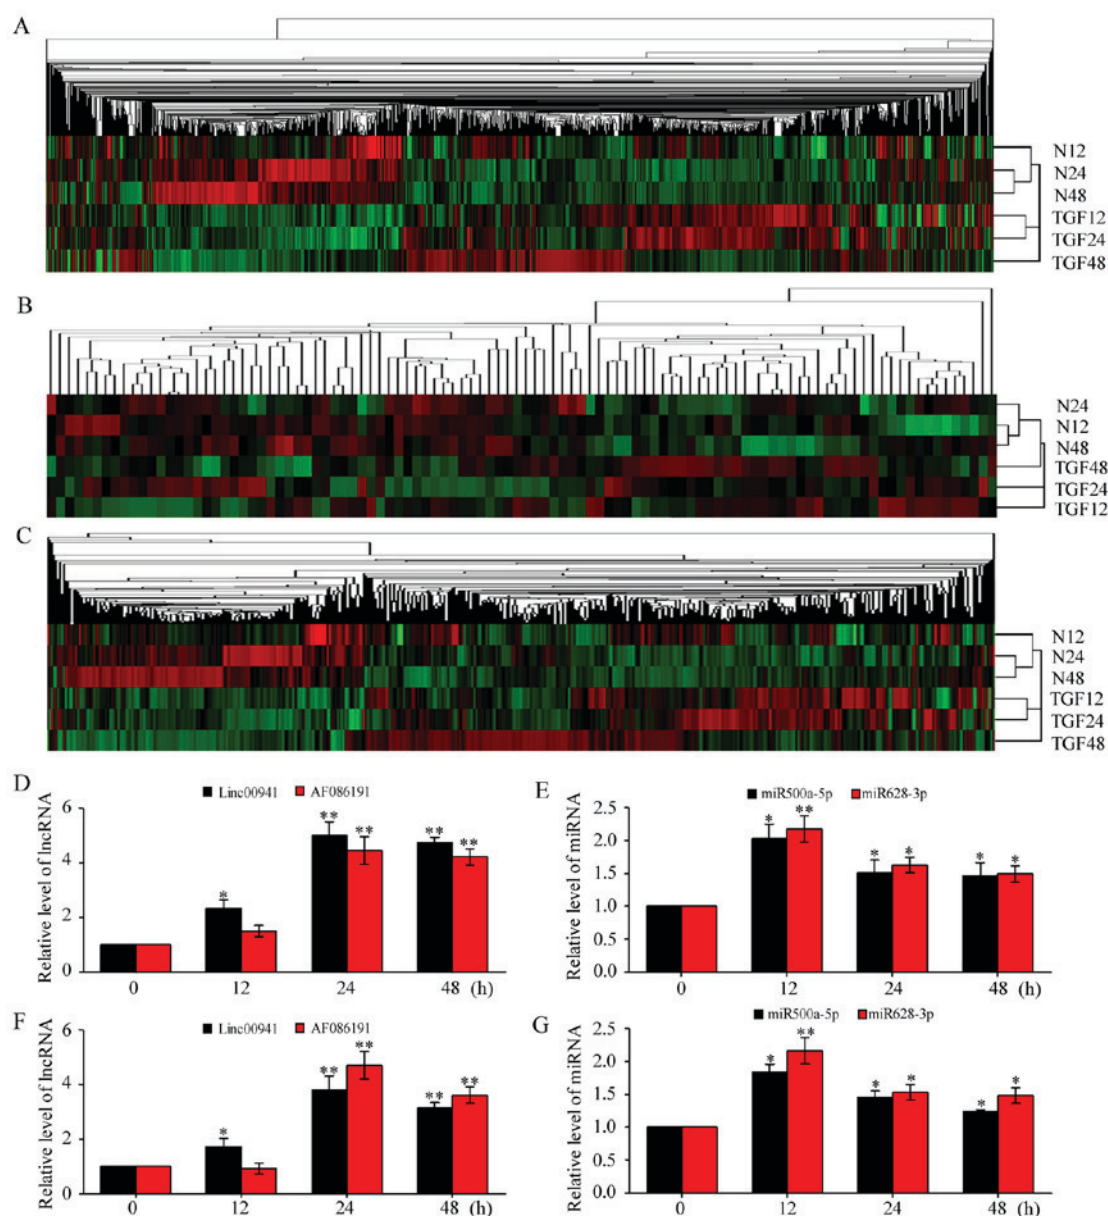 A
N12
N24
N48
TGF12
TGF24
TGF48
B
N24
N12
N48
TGF48
TGF24
TGF12
C
N12
N24
N48
TGF12
TGF24
TGF48
D
Linc00941 AF086191
Relative level of lncRNA
6
4
2
0
* ** ** ** **
0 12 24 48 (h)
E
miR500a-5p miR628-3p
Relative level of miRNA
2.5
2.0
1.5
1.0
0.5
0.0
* ** * * * *
0 12 24 48 (h)
F
Linc00941 AF086191
Relative level of lncRNA
6
4
2
0
* ** ** ** **
0 12 24 48 (h)
G
miR500a-5p miR628-3p
Relative level of miRNA
2.5
2.0
1.5
1.0
0.5
0.0
* ** * * * *
0 12 24 48 (h)